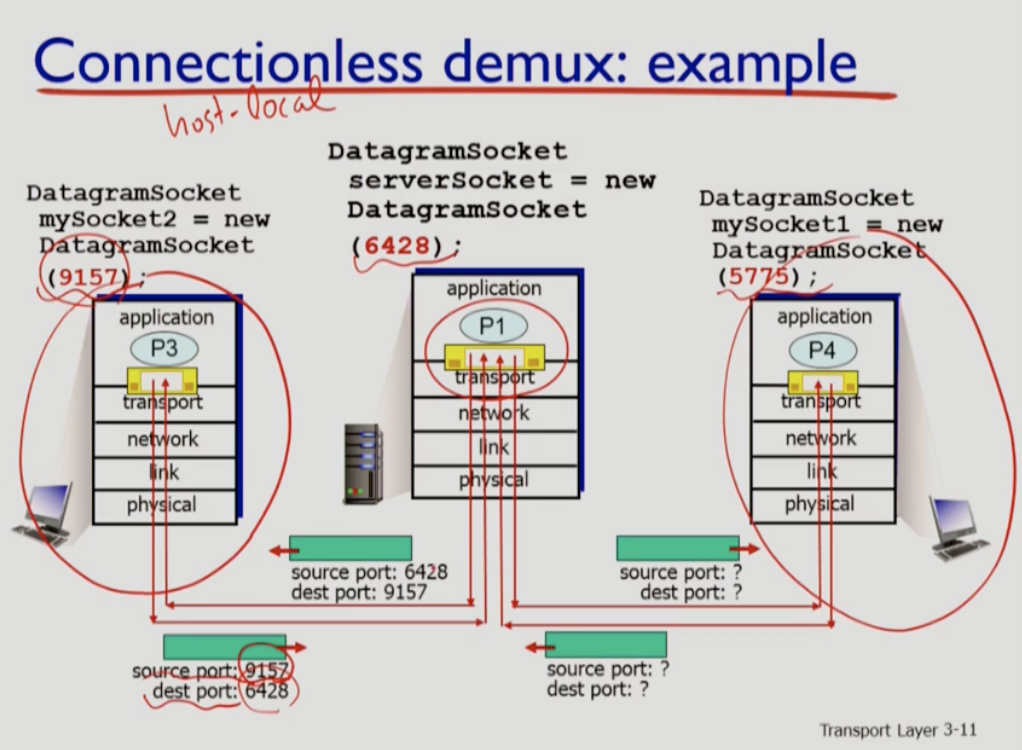 Connectionless demux: example
host-local
DatagramSocket
serverSocket = new
DatagramSocket
(6428);
DatagramSocket
mySocket2 = new
DatagramSocket
(9157);
DatagramSocket
mySocket1 = new
DatagramSocket
(5775);
application
P3
transport
network
link
physical
application
P1
transport
network
link
physical
application
P4
transport
network
link
physical
source port: 6428
dest port: 9157
source port: ?
dest port: ?
source port: 9157
dest port: 6428
source port: ?
dest port: ?
Transport Layer 3-11